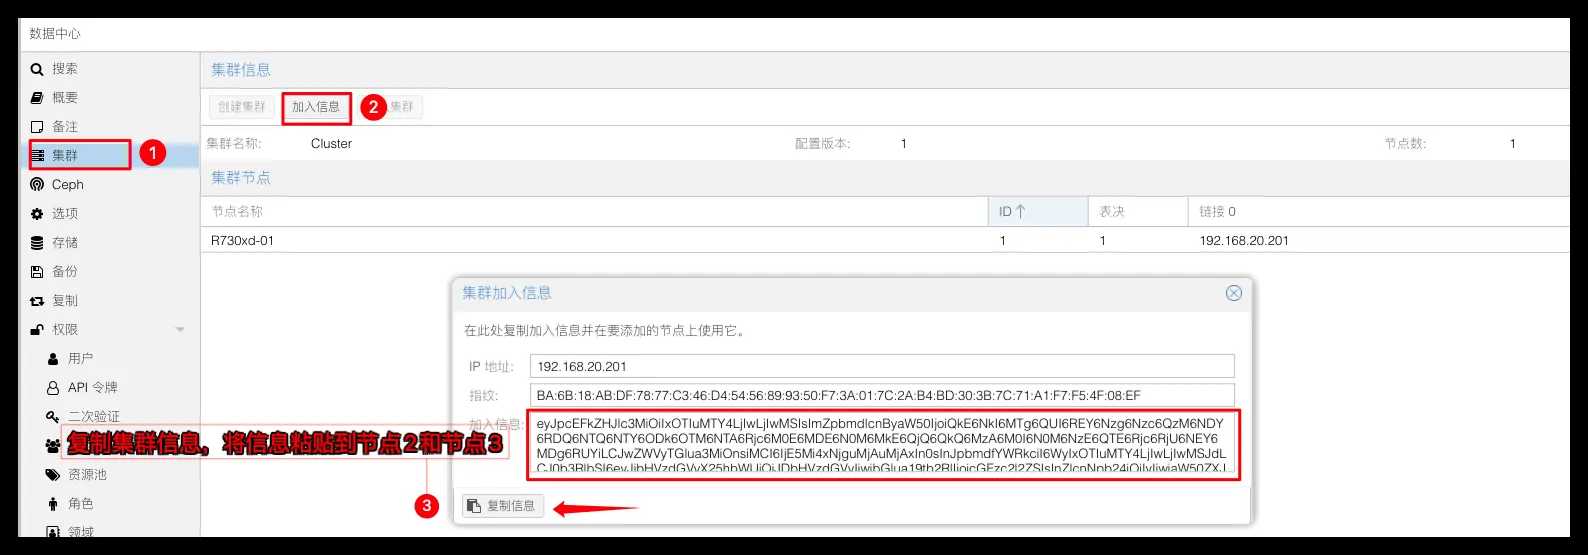 数据中心
搜索
概要
备注
集群
1
Ceph
选项
存储
备份
复制
权限
用户
API 令牌
二次验证
资源池
角色
领域
集群信息
创建集群
加入信息
2
集群
集群名称:
Cluster
配置版本:
1
节点数:
1
集群节点
节点名称
ID ↑
表决
链接 0
R730xd-01
1
1
192.168.20.201
集群加入信息
在此处复制加入信息并在要添加的节点上使用它。
IP 地址:
192.168.20.201
指纹:
BA:6B:18:AB:DF:78:77:C3:46:D4:54:56:89:93:50:F7:3A:01:7C:2A:B4:BD:30:3B:7C:71:A1:F7:F5:4F:08:EF
加入信息:
复制集群信息，将信息粘贴到节点2和节点3
3
复制信息